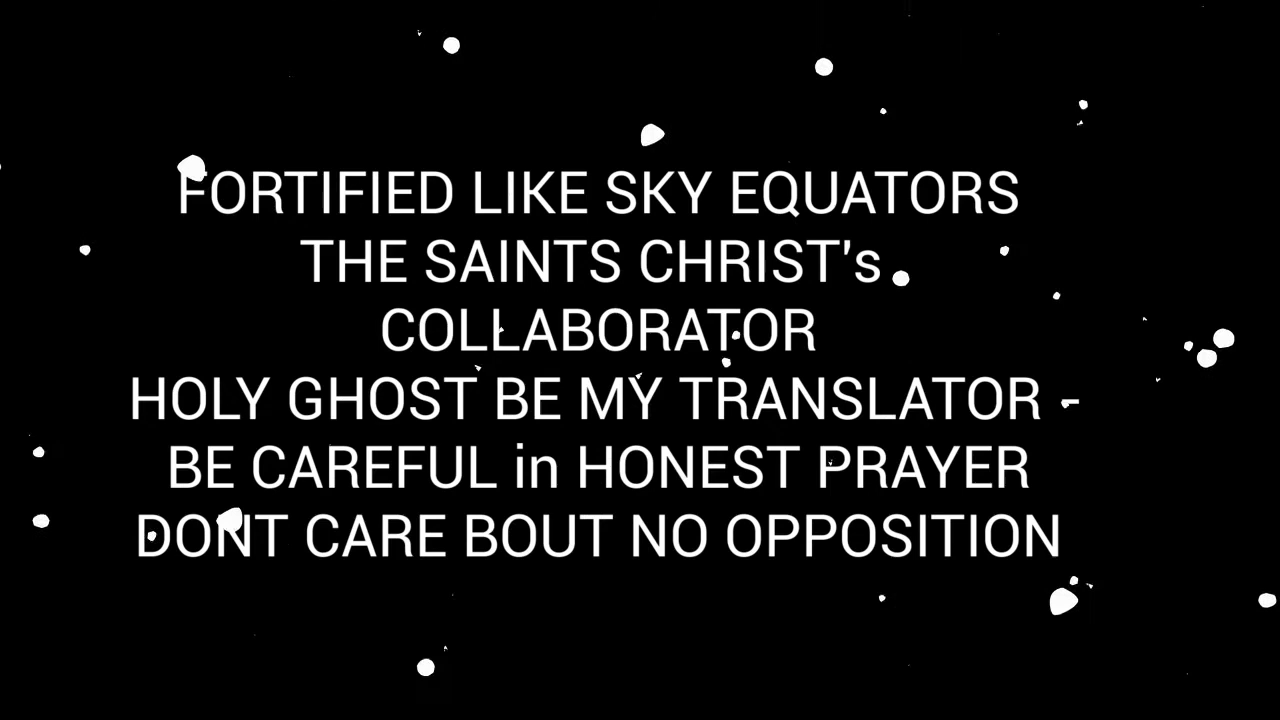 FORTIFIED LIKE SKY EQUATORS
THE SAINTS CHRIST's
COLLABORATOR
HOLY GHOST BE MY TRANSLATOR -
BE CAREFUL in HONEST PRAYER
DONT CARE BOUT NO OPPOSITION